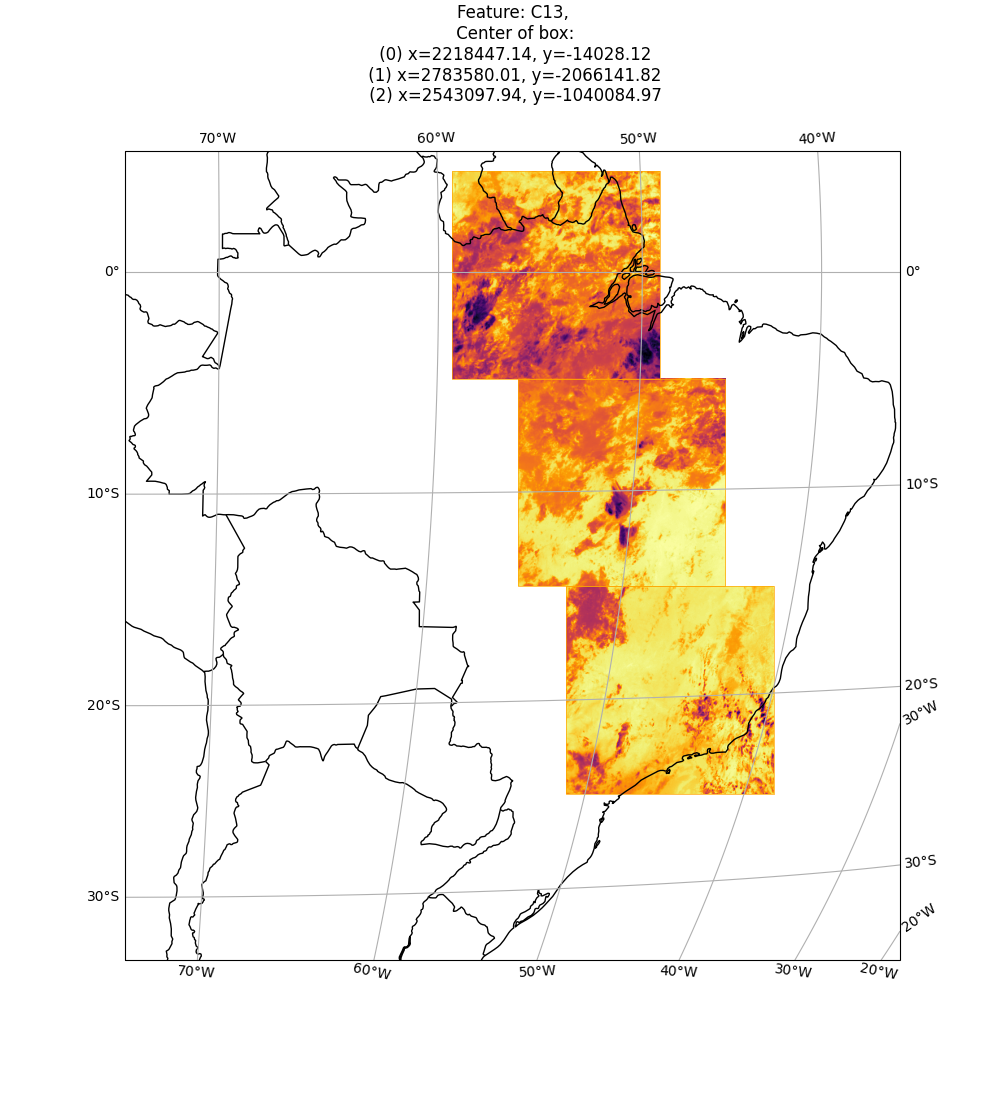 Feature: C13,
Center of box:
(0) x=2218447.14, y=-14028.12
(1) x=2783580.01, y=-2066141.82
(2) x=2543097.94, y=-1040084.97
70°W 60°W 50°W 40°W
0° 0°
10°S 10°S
20°S 20°S
30°W
30°S 30°S
20°W
70°W 60°W 50°W 40°W 30°W 20°W